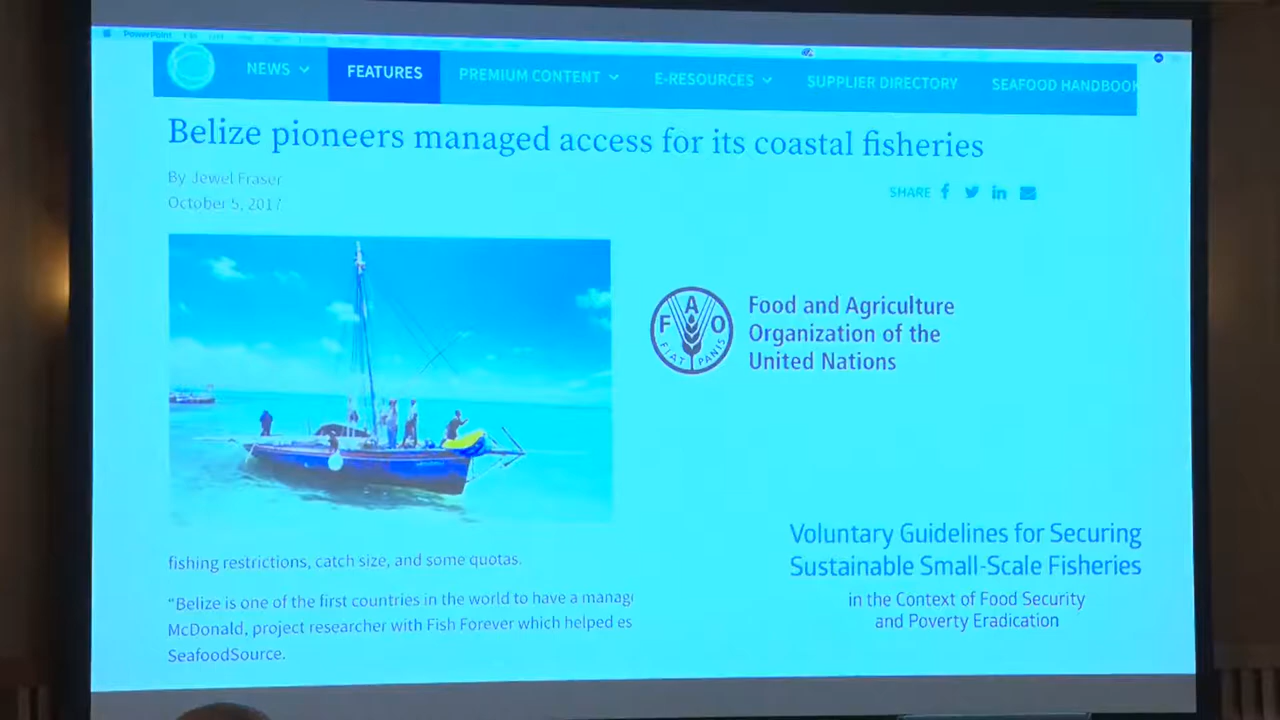 PowerPoint
NEWS
FEATURES
PREMIUM CONTENT
E-RESOURCES
SUPPLIER DIRECTORY
SEAFOOD HANDBOOK
Belize pioneers managed access for its coastal fisheries
By Jewel Fraser
October 5, 2017
SHARE
FAO
FIAT PANIS
Food and Agriculture
Organization of the
United Nations
fishing restrictions, catch size, and some quotas.
“Belize is one of the first countries in the world to have a manag
McDonald, project researcher with Fish Forever which helped es
SeafoodSource.
Voluntary Guidelines for Securing
Sustainable Small-Scale Fisheries
in the Context of Food Security
and Poverty Eradication